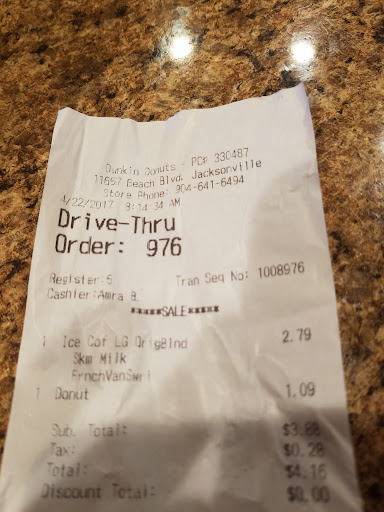 Dunkin Donuts - PC# 330487
11657 Beach Blvd. Jacksonville
Store Phone: 904-641-6494
4/22/2017 8:14:34 AM
Drive-Thru
Order: 976
Register:5 Tran Seq No: 1008976
Cashier:Amra B.
*****SALE*****
1 Ice Cof LG OrigBlnd 2.79
Skm Milk
FrnchVanSwrl
1 Donut 1.09
Sub. Total: $3.88
Tax: $0.28
Total: $4.16
Discount Total: $0.00